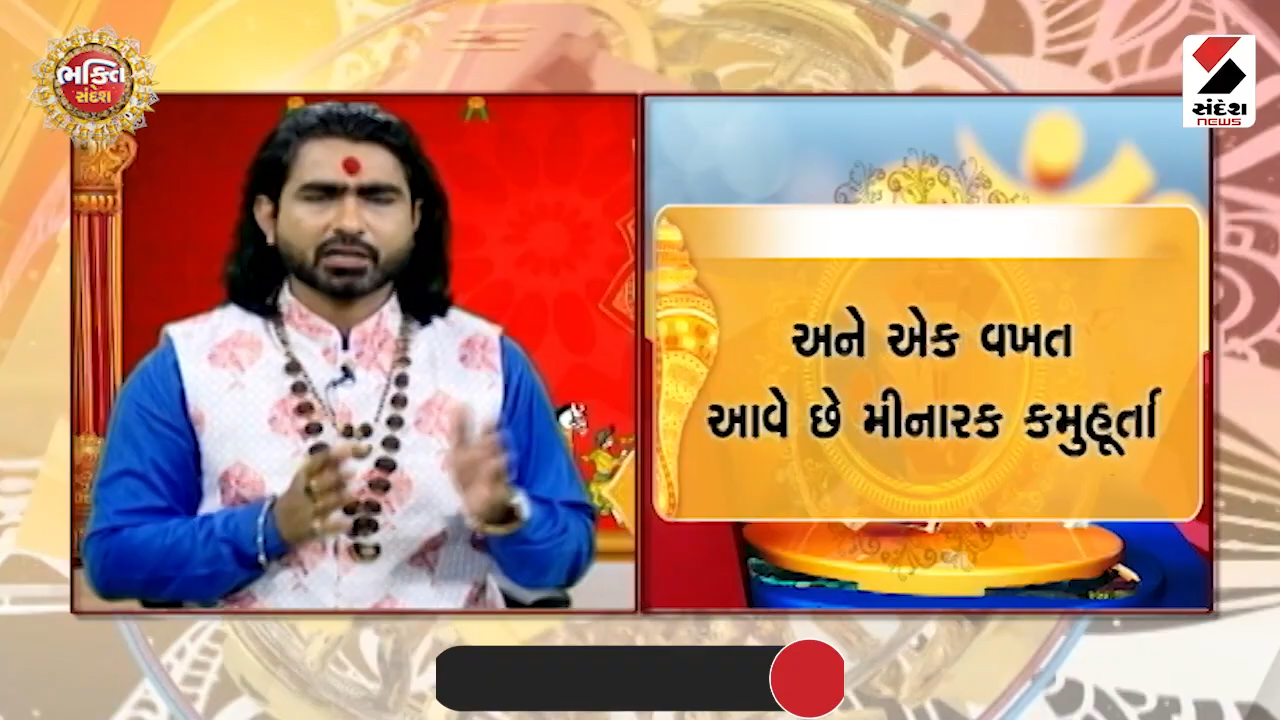 ભક્તિ
સંદેશ
સંદેશ
NEWS
અને એક વખત
આવે છે મીનારક કમુહૂર્તા